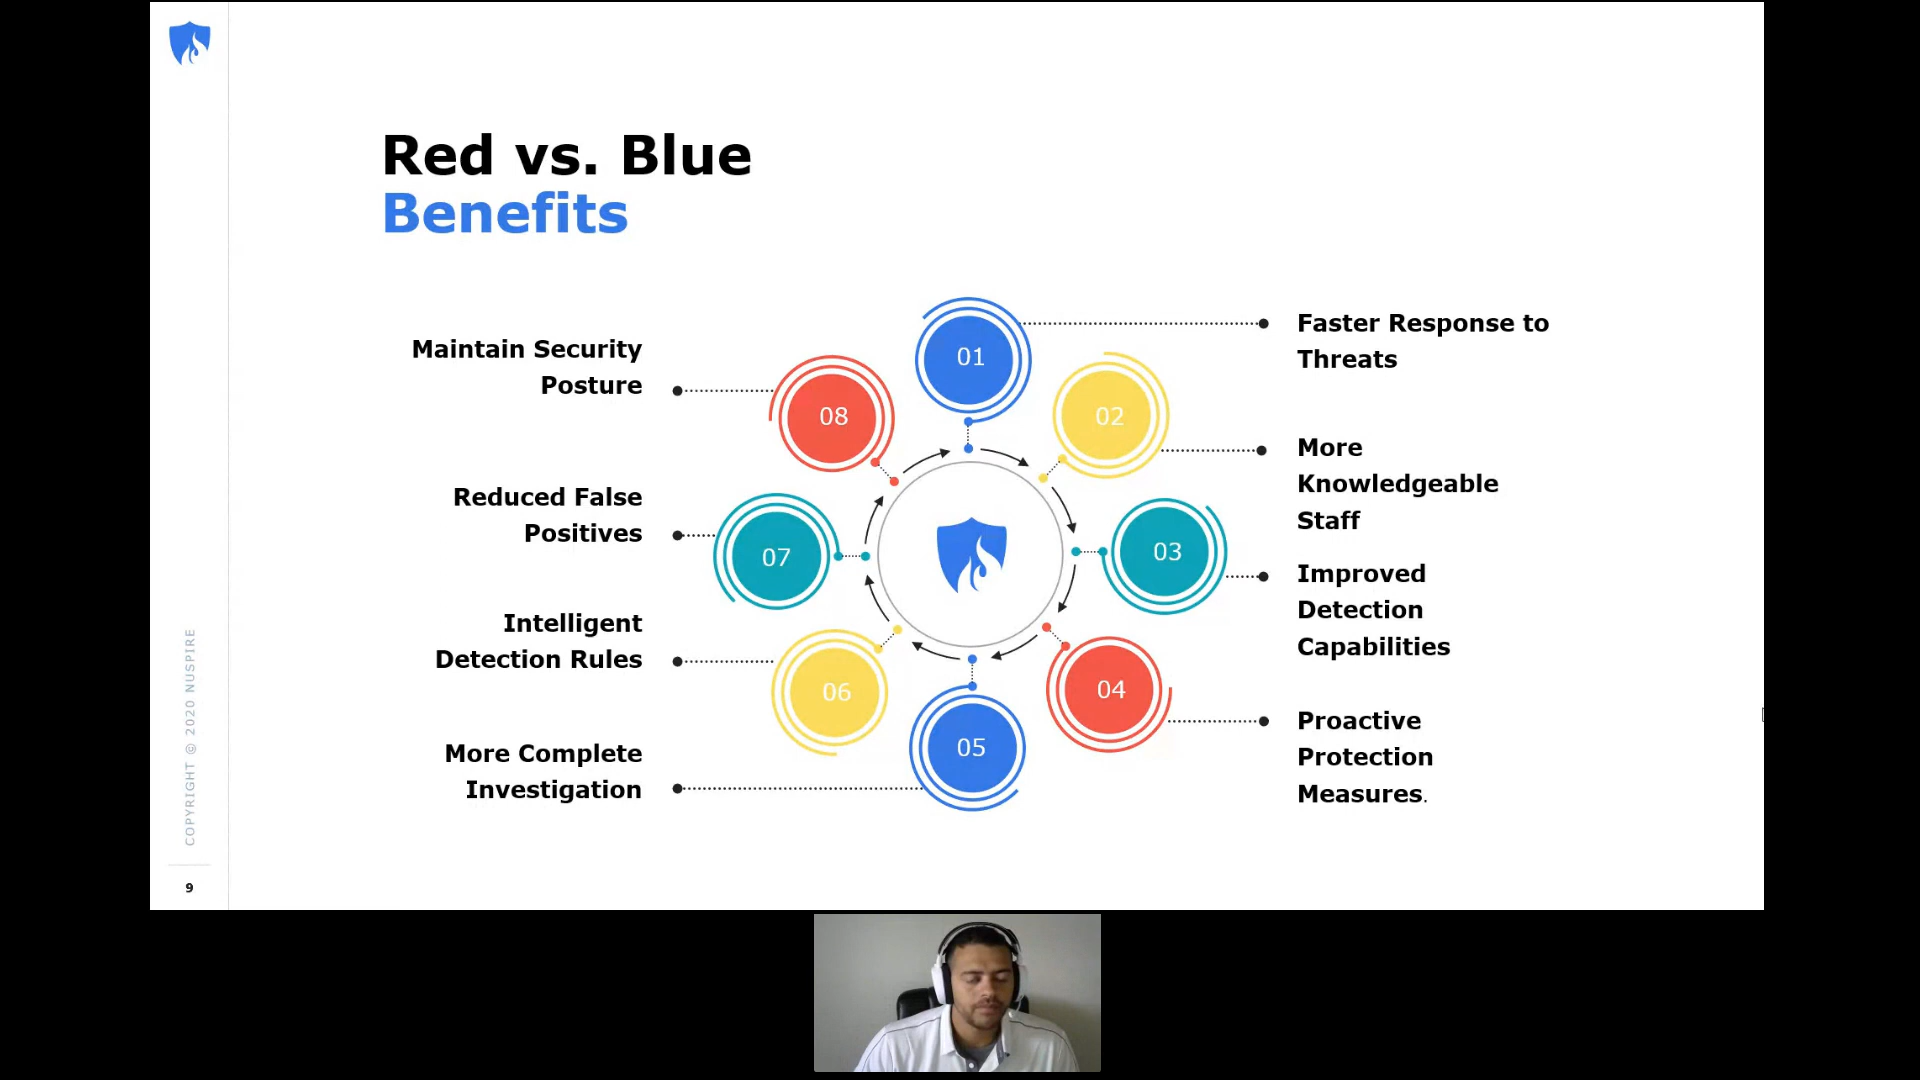 Red vs. Blue
Benefits
01
Faster Response to
Threats
02
More
Knowledgeable
Staff
03
Improved
Detection
Capabilities
04
Proactive
Protection
Measures.
05
More Complete
Investigation
06
Intelligent
Detection Rules
07
Reduced False
Positives
08
Maintain Security
Posture
COPYRIGHT © 2020 NUSPIRE
9